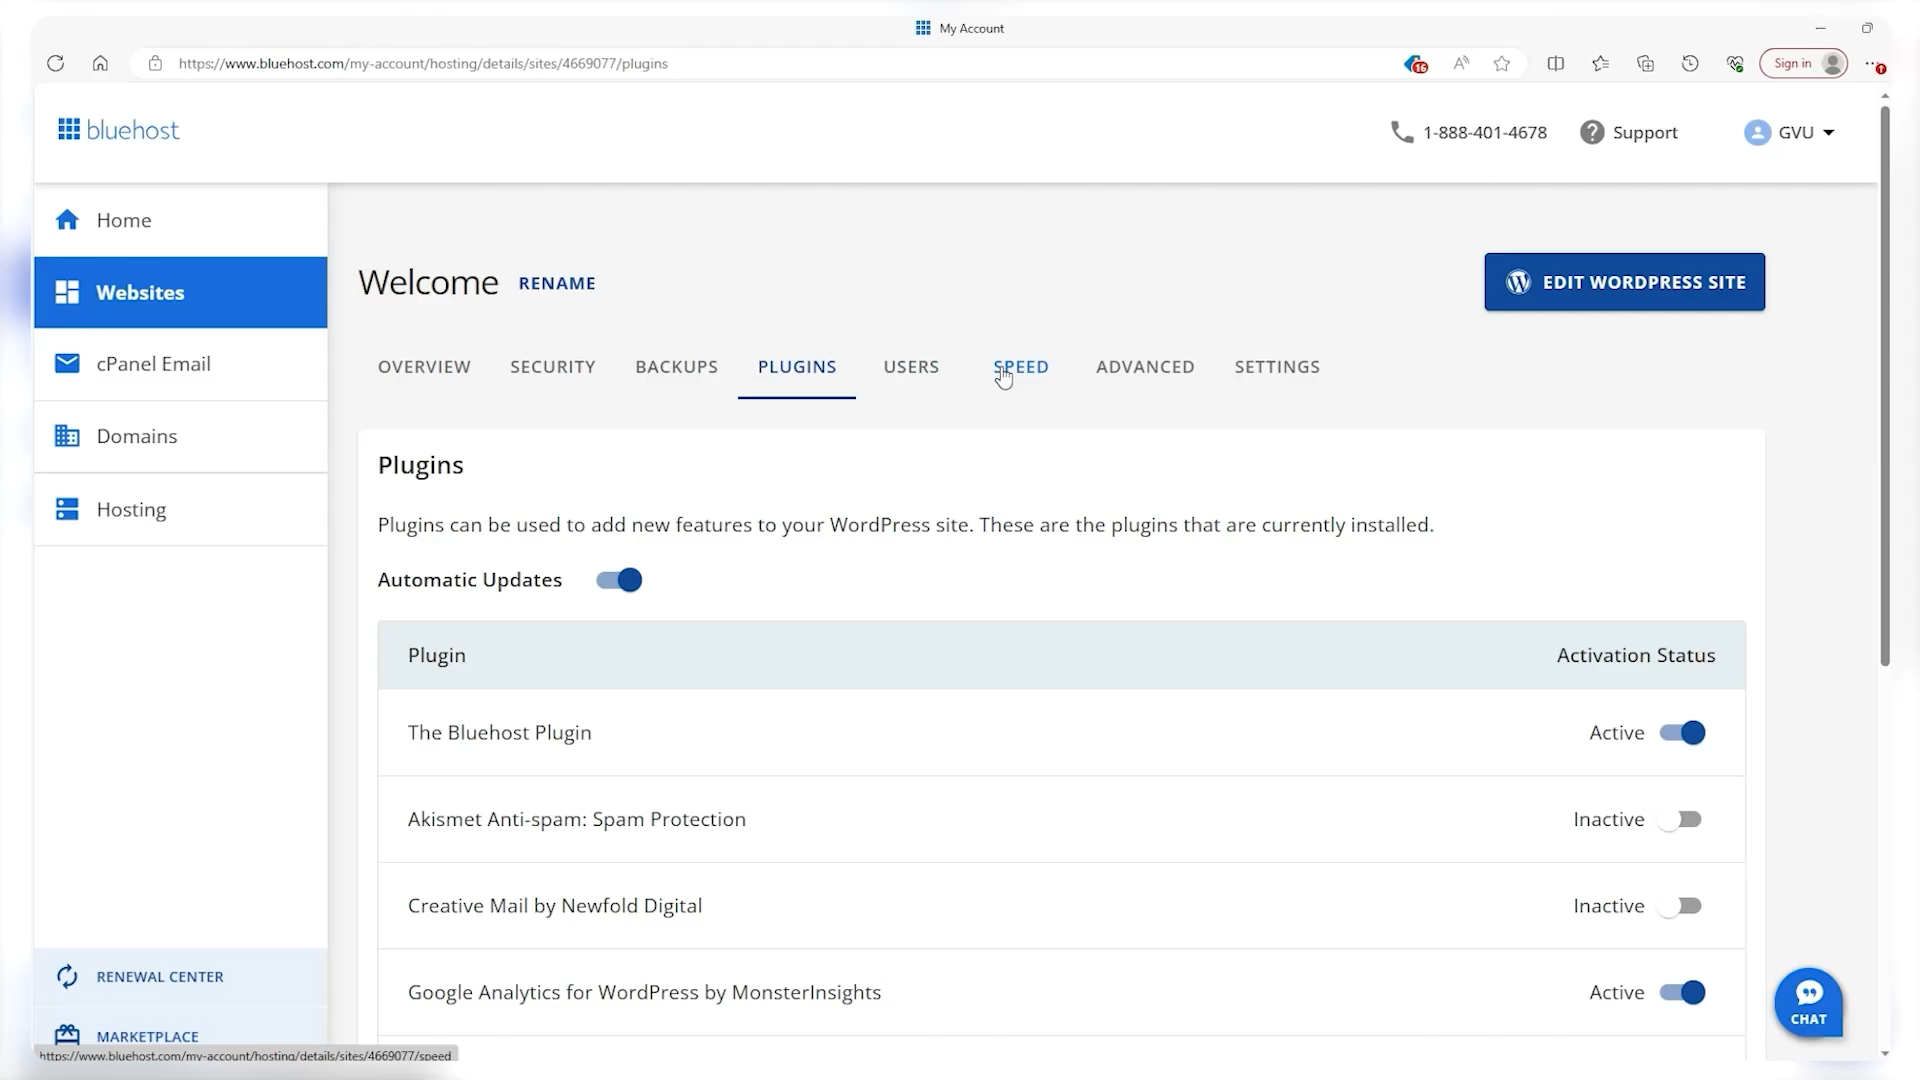 My Account
https://www.bluehost.com/my-account/hosting/details/sites/4669077/plugins
16
A
Sign in
bluehost
1-888-401-4678
Support
GVU
Home
Websites
cPanel Email
Domains
Hosting
RENEWAL CENTER
MARKETPLACE
Welcome
RENAME
EDIT WORDPRESS SITE
OVERVIEW
SECURITY
BACKUPS
PLUGINS
USERS
SPEED
ADVANCED
SETTINGS
Plugins
Plugins can be used to add new features to your WordPress site. These are the plugins that are currently installed.
Automatic Updates
Plugin
Activation Status
The Bluehost Plugin
Active
Akismet Anti-spam: Spam Protection
Inactive
Creative Mail by Newfold Digital
Inactive
Google Analytics for WordPress by MonsterInsights
Active
CHAT
https://www.bluehost.com/my-account/hosting/details/sites/4669077/speed